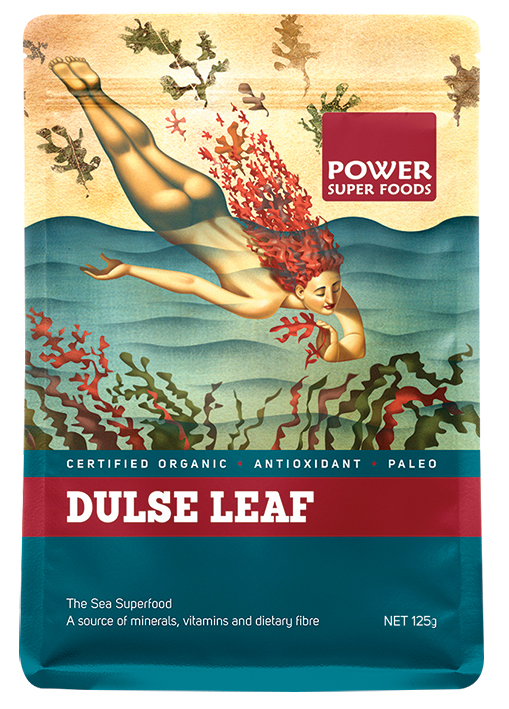 POWER
SUPER FOODS
CERTIFIED ORGANIC • ANTIOXIDANT • PALEO
DULSE LEAF
The Sea Superfood
A source of minerals, vitamins and dietary fibre
NET 125g